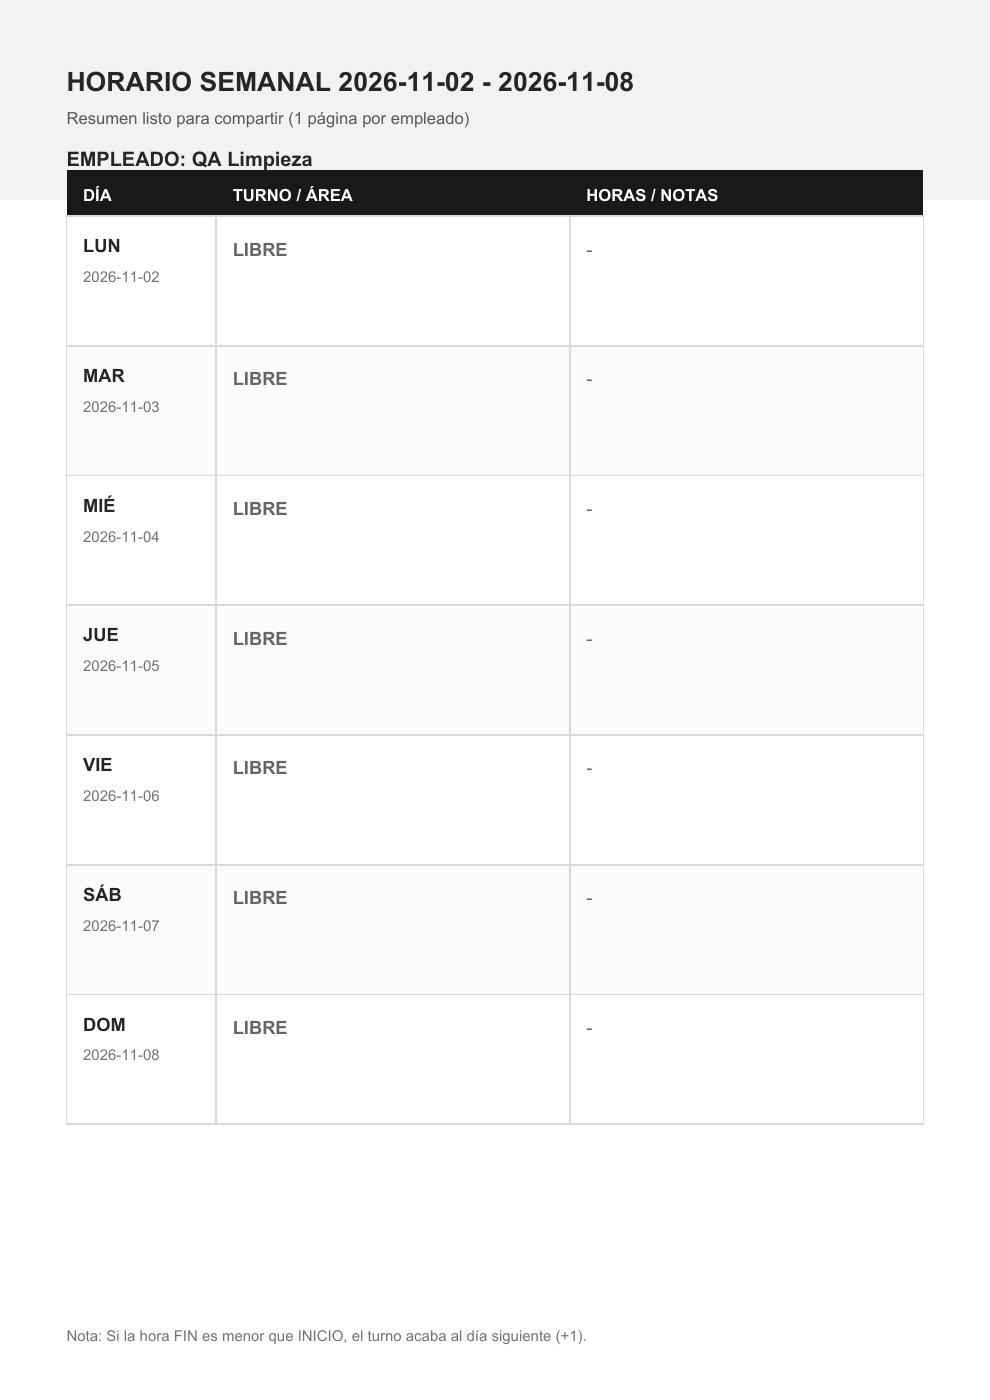 HORARIO SEMANAL 2026-11-02 - 2026-11-08
Resumen listo para compartir (1 página por empleado)
EMPLEADO: QA Limpieza
DÍA TURNO / ÁREA HORAS / NOTAS
LUN LIBRE -
2026-11-02
MAR LIBRE -
2026-11-03
MIÉ LIBRE -
2026-11-04
JUE LIBRE -
2026-11-05
VIE LIBRE -
2026-11-06
SÁB LIBRE -
2026-11-07
DOM LIBRE -
2026-11-08
Nota: Si la hora FIN es menor que INICIO, el turno acaba al día siguiente (+1).